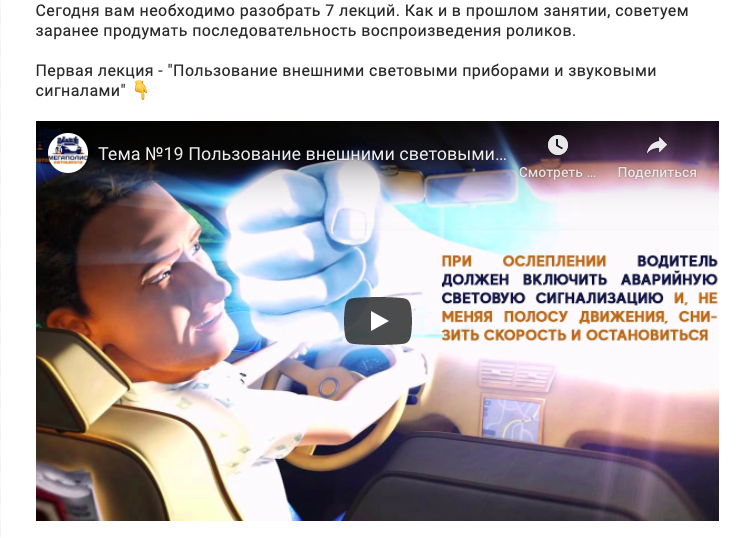 Сегодня вам необходимо разобрать 7 лекций. Как и в прошлом занятии, советуем
заранее продумать последовательность воспроизведения роликов.
Первая лекция - "Пользование внешними световыми приборами и звуковыми
сигналами" 👇
МЕГАПОЛИС
Тема №19 Пользование внешними световыми...
Смотреть ...
Поделиться
ПРИ ОСЛЕПЛЕНИИ ВОДИТЕЛЬ
ДОЛЖЕН ВКЛЮЧИТЬ АВАРИЙНУЮ
СВЕТОВУЮ СИГНАЛИЗАЦИЮ И, НЕ
МЕНЯЯ ПОЛОСУ ДВИЖЕНИЯ, СНИ-
ЗИТЬ СКОРОСТЬ И ОСТАНОВИТЬСЯ